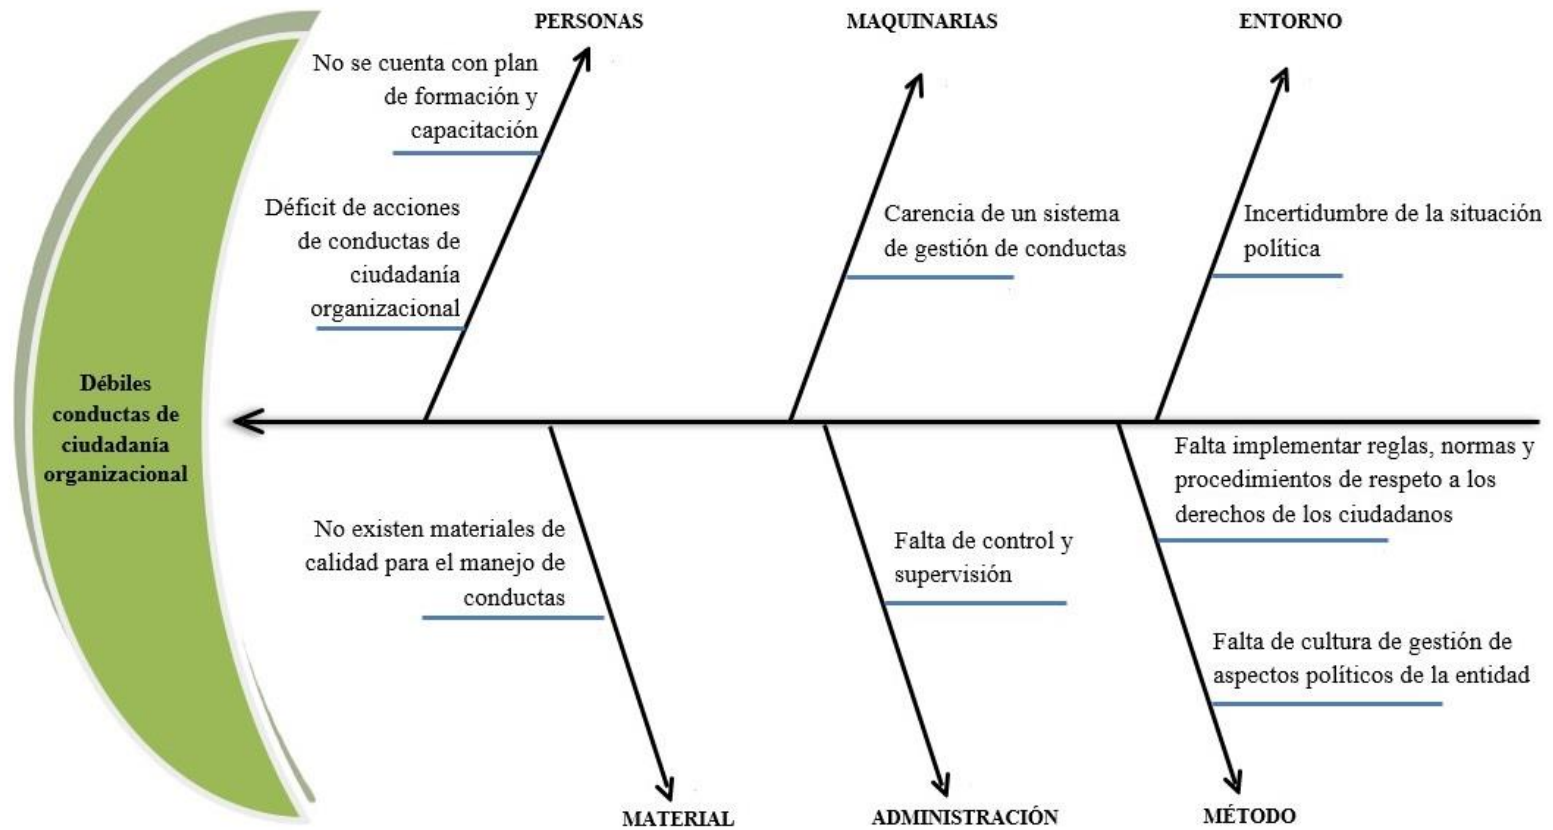 PERSONAS
MAQUINARIAS
ENTORNO
No se cuenta con plan
de formación y
capacitación
Déficit de acciones
de conductas de
ciudadanía
organizacional
Carencia de un sistema
de gestión de conductas
Incertidumbre de la situación
política
Débiles
conductas de
ciudadanía
organizacional
No existen materiales de
calidad para el manejo de
conductas
Falta de control y
supervisión
Falta implementar reglas, normas y
procedimientos de respeto a los
derechos de los ciudadanos
Falta de cultura de gestión de
aspectos políticos de la entidad
MATERIAL
ADMINISTRACIÓN
MÉTODO